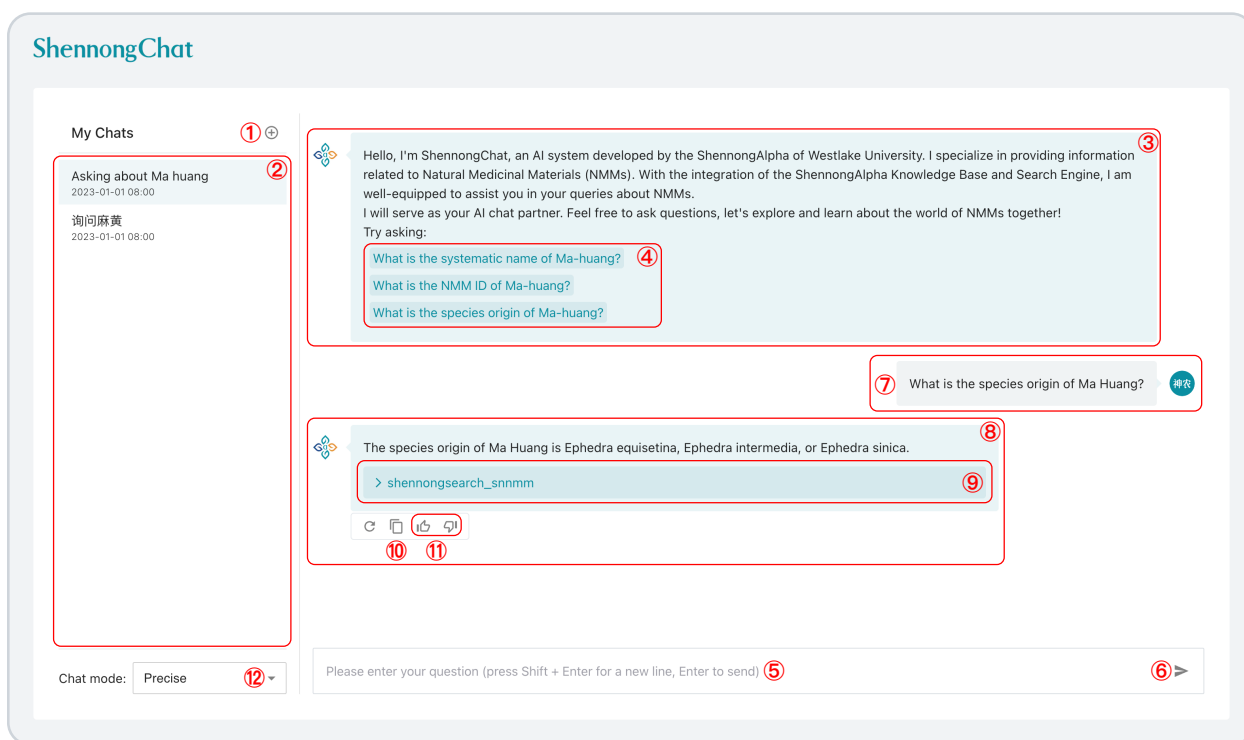 ShennongChat
My Chats ① 
②
Asking about Ma huang
2023-01-01 08:00
询问麻黄
2023-01-01 08:00
Chat mode: Precise ⑫
③
Hello, I'm ShennongChat, an AI system developed by the ShennongAlpha of Westlake University. I specialize in providing information
related to Natural Medicinal Materials (NMMs). With the integration of the ShennongAlpha Knowledge Base and Search Engine, I am
well-equipped to assist you in your queries about NMMs.
I will serve as your AI chat partner. Feel free to ask questions, let's explore and learn about the world of NMMs together!
Try asking:
What is the systematic name of Ma-huang? ④
What is the NMM ID of Ma-huang?
What is the species origin of Ma-huang?
⑦ What is the species origin of Ma Huang? 神农
⑧
The species origin of Ma Huang is Ephedra equisetina, Ephedra intermedia, or Ephedra sinica.
> shennongsearch_snnmm ⑨
⑩ ⑪
Please enter your question (press Shift + Enter for a new line, Enter to send) ⑤ ⑥